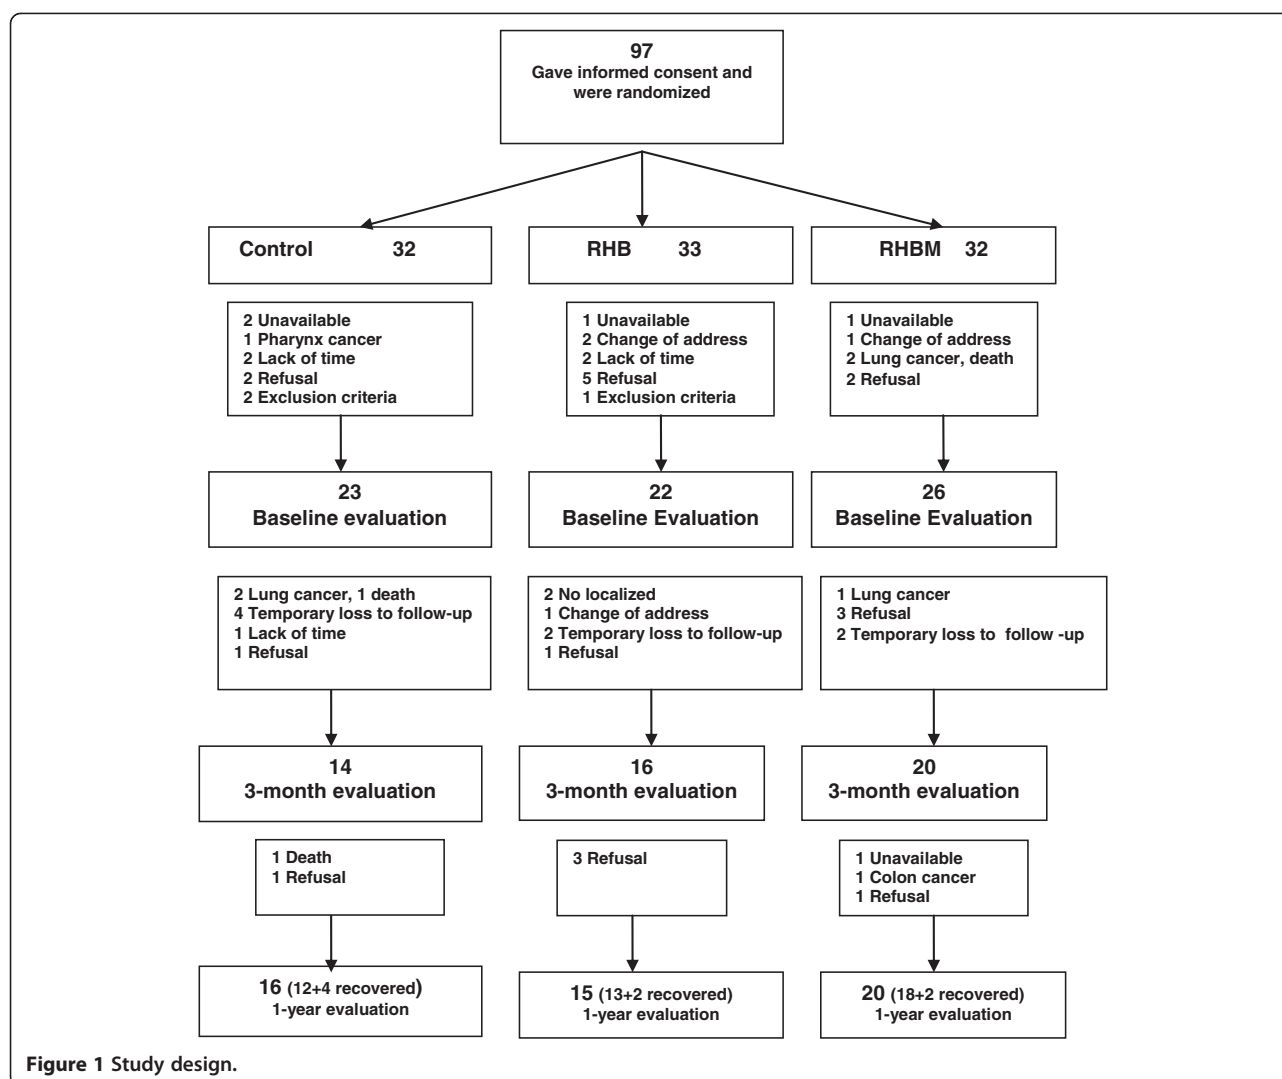 97
Gave informed consent and
were randomized
Control 32
RHB 33
RHBM 32
2 Unavailable
1 Pharynx cancer
2 Lack of time
2 Refusal
2 Exclusion criteria
1 Unavailable
2 Change of address
2 Lack of time
5 Refusal
1 Exclusion criteria
1 Unavailable
1 Change of address
2 Lung cancer, death
2 Refusal
23
Baseline evaluation
22
Baseline Evaluation
26
Baseline Evaluation
2 Lung cancer, 1 death
4 Temporary loss to follow-up
1 Lack of time
1 Refusal
2 No localized
1 Change of address
2 Temporary loss to follow-up
1 Refusal
1 Lung cancer
3 Refusal
2 Temporary loss to follow -up
14
3-month evaluation
16
3-month evaluation
20
3-month evaluation
1 Death
1 Refusal
3 Refusal
1 Unavailable
1 Colon cancer
1 Refusal
16 (12+4 recovered)
1-year evaluation
15 (13+2 recovered)
1-year evaluation
20 (18+2 recovered)
1-year evaluation
Figure 1 Study design.